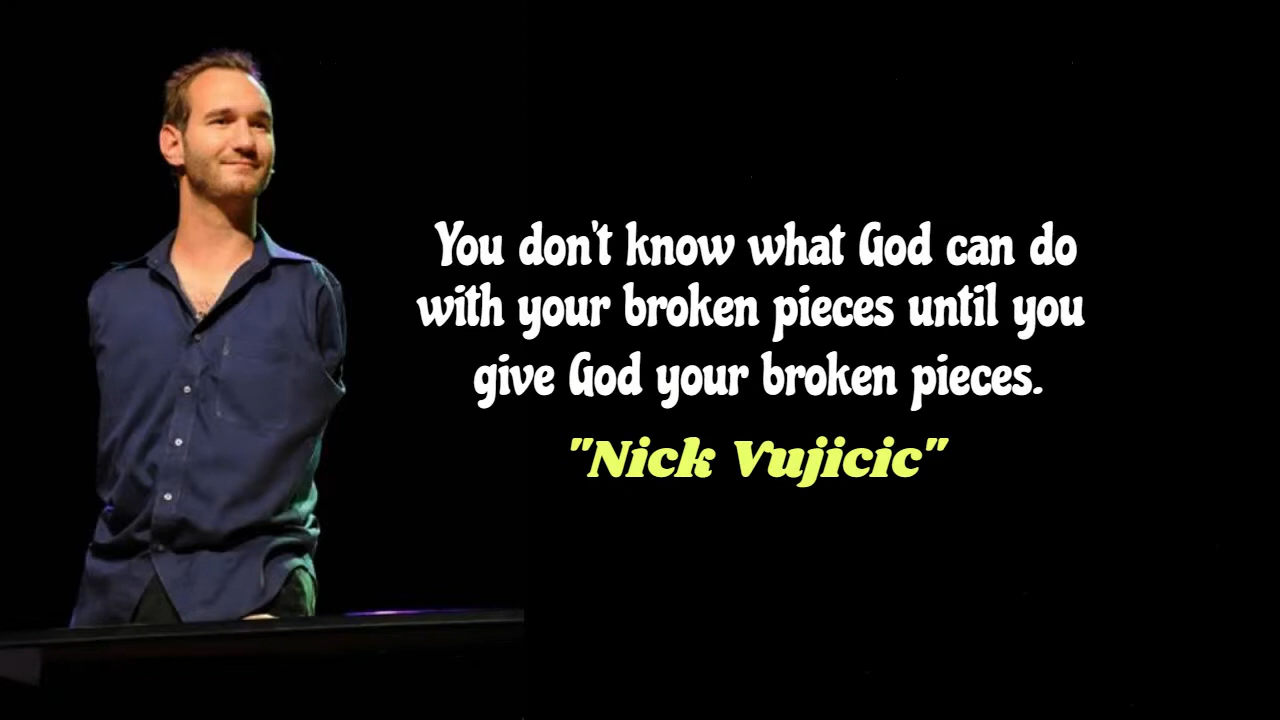 You don't know what God can do
with your broken pieces until you
give God your broken pieces.
"Nick Vujicic"